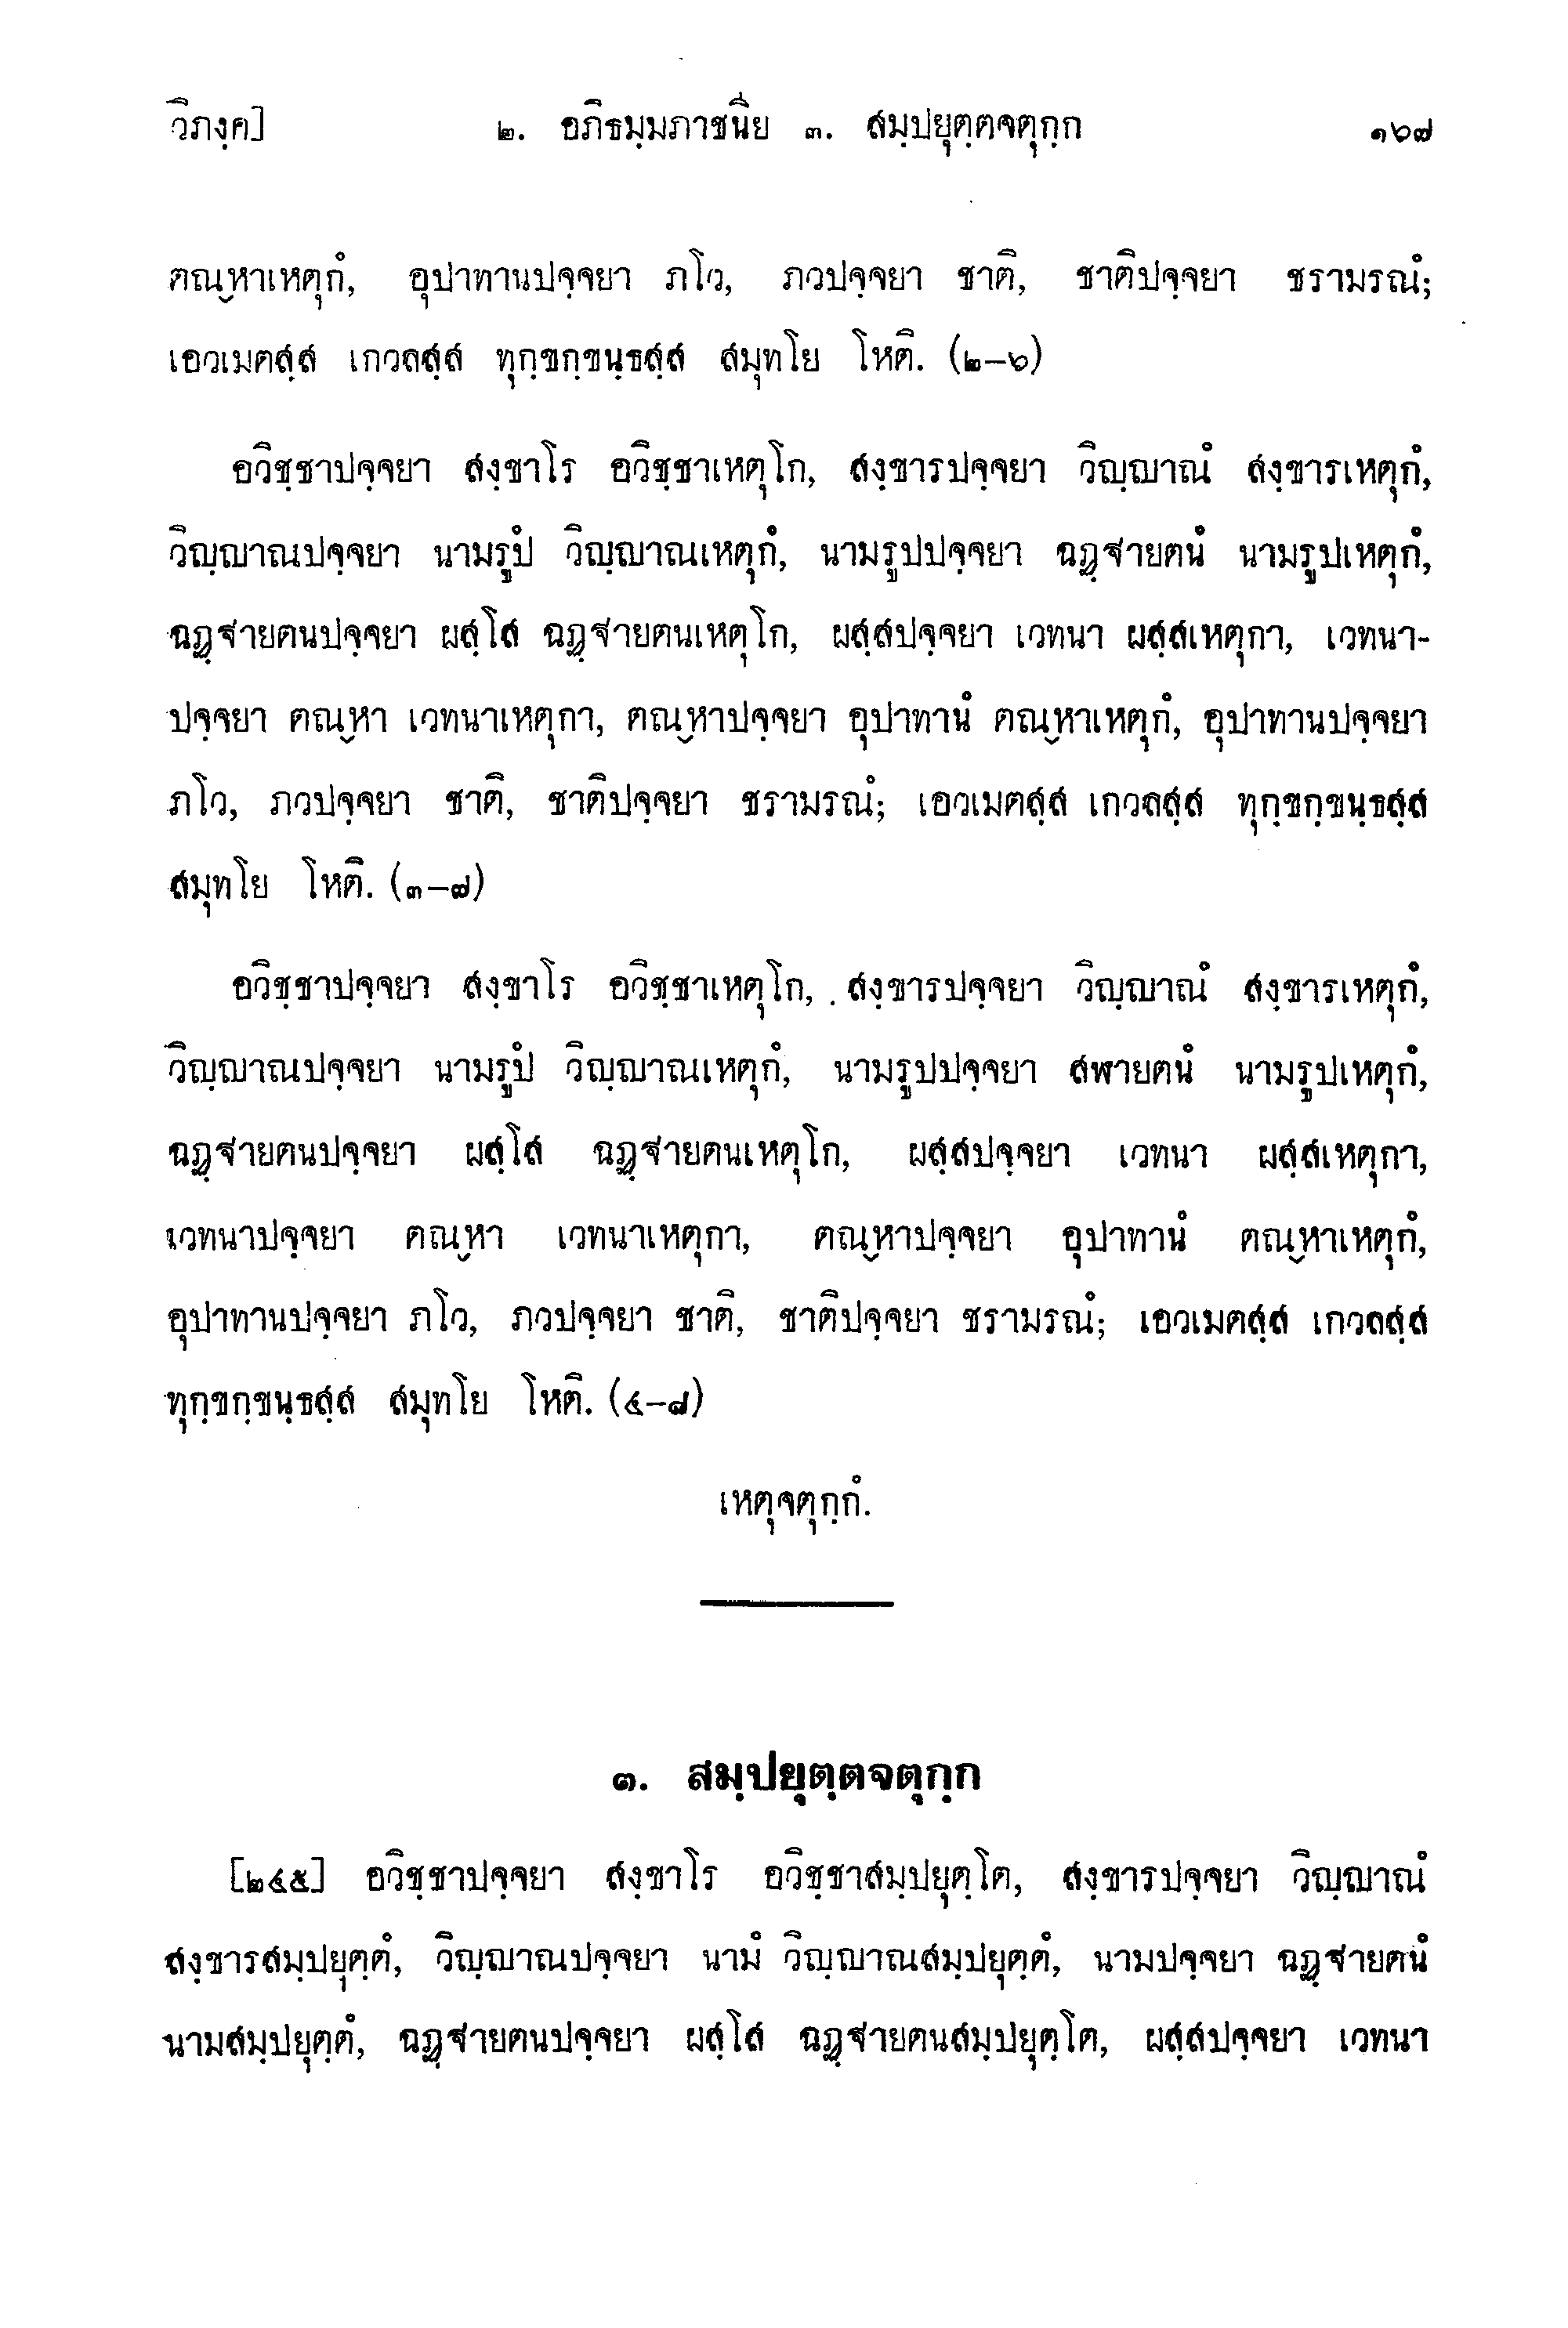 วิภงฺค] ๒. อภิธมฺมภาชนีย ๓. สมฺปยุตฺตจตุกฺก ๑๖๗
ตณฺหาเหตุกํ, อุปาทานปจฺจยา ภโว, ภวปจฺจยา ชาติ, ชาติปจฺจยา ชรามรณํ;
เอวเมตสฺส เกวลสฺส ทุกฺขกฺขนฺธสฺส สมุทโย โหติ. (๒–๖)
อวิชฺชาปจฺจยา สงฺขาโร อวิชฺชาเหตุโก, สงฺขารปจฺจยา วิญฺญาณํ สงฺขารเหตุกํ,
วิญฺญาณปจฺจยา นามรูปํ วิญฺญาณเหตุกํ, นามรูปปจฺจยา ฉฏฺฐายตนํ นามรูปเหตุกํ,
ฉฏฺฐายตนปจฺจยา ผสฺโส ฉฏฺฐายตนเหตุโก, ผสฺสปจฺจยา เวทนา ผสฺสเหตุกา, เวทนา-
ปจฺจยา ตณฺหา เวทนาเหตุกา, ตณฺหาปจฺจยา อุปาทานํ ตณฺหาเหตุกํ, อุปาทานปจฺจยา
ภโว, ภวปจฺจยา ชาติ, ชาติปจฺจยา ชรามรณํ; เอวเมตสฺส เกวลสฺส ทุกฺขกฺขนฺธสฺส
สมุทโย โหติ. (๓–๗)
อวิชฺชาปจฺจยา สงฺขาโร อวิชฺชาเหตุโก, สงฺขารปจฺจยา วิญฺญาณํ สงฺขารเหตุกํ,
วิญฺญาณปจฺจยา นามรูปํ วิญฺญาณเหตุกํ, นามรูปปจฺจยา สฬายตนํ นามรูปเหตุกํ,
ฉฏฺฐายตนปจฺจยา ผสฺโส ฉฏฺฐายตนเหตุโก, ผสฺสปจฺจยา เวทนา ผสฺสเหตุกา,
เวทนาปจฺจยา ตณฺหา เวทนาเหตุกา, ตณฺหาปจฺจยา อุปาทานํ ตณฺหาเหตุกํ,
อุปาทานปจฺจยา ภโว, ภวปจฺจยา ชาติ, ชาติปจฺจยา ชรามรณํ; เอวเมตสฺส เกวลสฺส
ทุกฺขกฺขนฺธสฺส สมุทโย โหติ. (๔–๘)
เหตุจตุกฺกํ.
๓. สมฺปยุตฺตจตุกฺก
[๒๔๕] อวิชฺชาปจฺจยา สงฺขาโร อวิชฺชาสมฺปยุตฺโต, สงฺขารปจฺจยา วิญฺญาณํ
สงฺขารสมฺปยุตฺตํ, วิญฺญาณปจฺจยา นามํ วิญฺญาณสมฺปยุตฺตํ, นามปจฺจยา ฉฏฺฐายตนํ
นามสมฺปยุตฺตํ, ฉฏฺฐายตนปจฺจยา ผสฺโส ฉฏฺฐายตนสมฺปยุตฺโต, ผสฺสปจฺจยา เวทนา